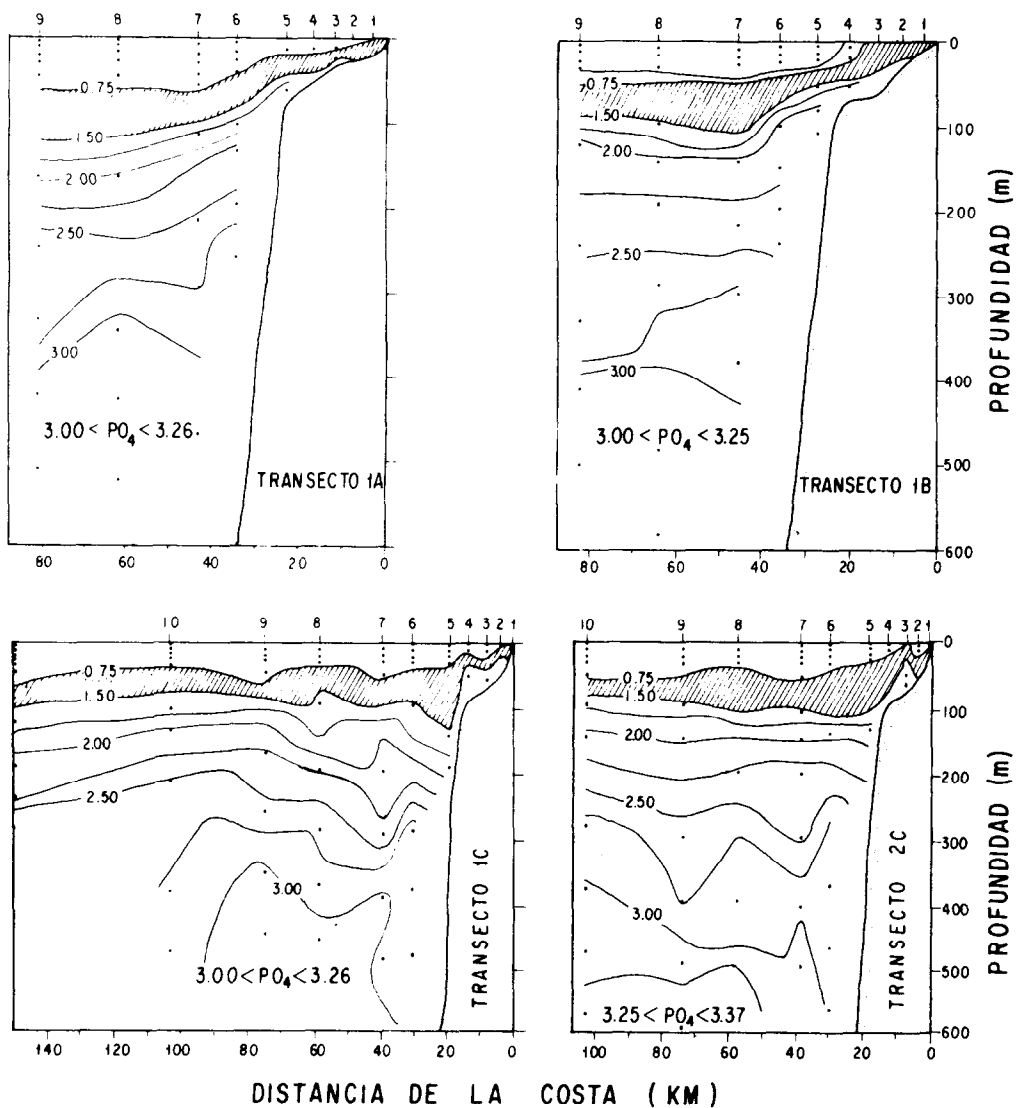 9 8 7 6 5 4 3 2 1
0.75
1.50
2.00
2.50
3.00
3.00 < PO₄ < 3.26
TRANSECTO 1A
80 60 40 20 0
9 8 7 6 5 4 3 2 1
0.75
1.50
2.00
2.50
3.00
3.00 < PO₄ < 3.25
TRANSECTO 1B
0
100
200
300
400
500
600
PROFUNDIDAD (m)
80 60 40 20 0
10 9 8 7 6 5 4 3 2 1
0.75
1.50
2.00
2.50
3.00
3.00 < PO₄ < 3.26
TRANSECTO 1C
140 120 100 80 60 40 20 0
10 9 8 7 6 5 4 3 2 1
0.75
1.50
2.00
2.50
3.00
3.25 < PO₄ < 3.37
TRANSECTO 2C
0
100
200
300
400
500
600
PROFUNDIDAD (m)
100 80 60 40 20 0
DISTANCIA DE LA COSTA (KM)